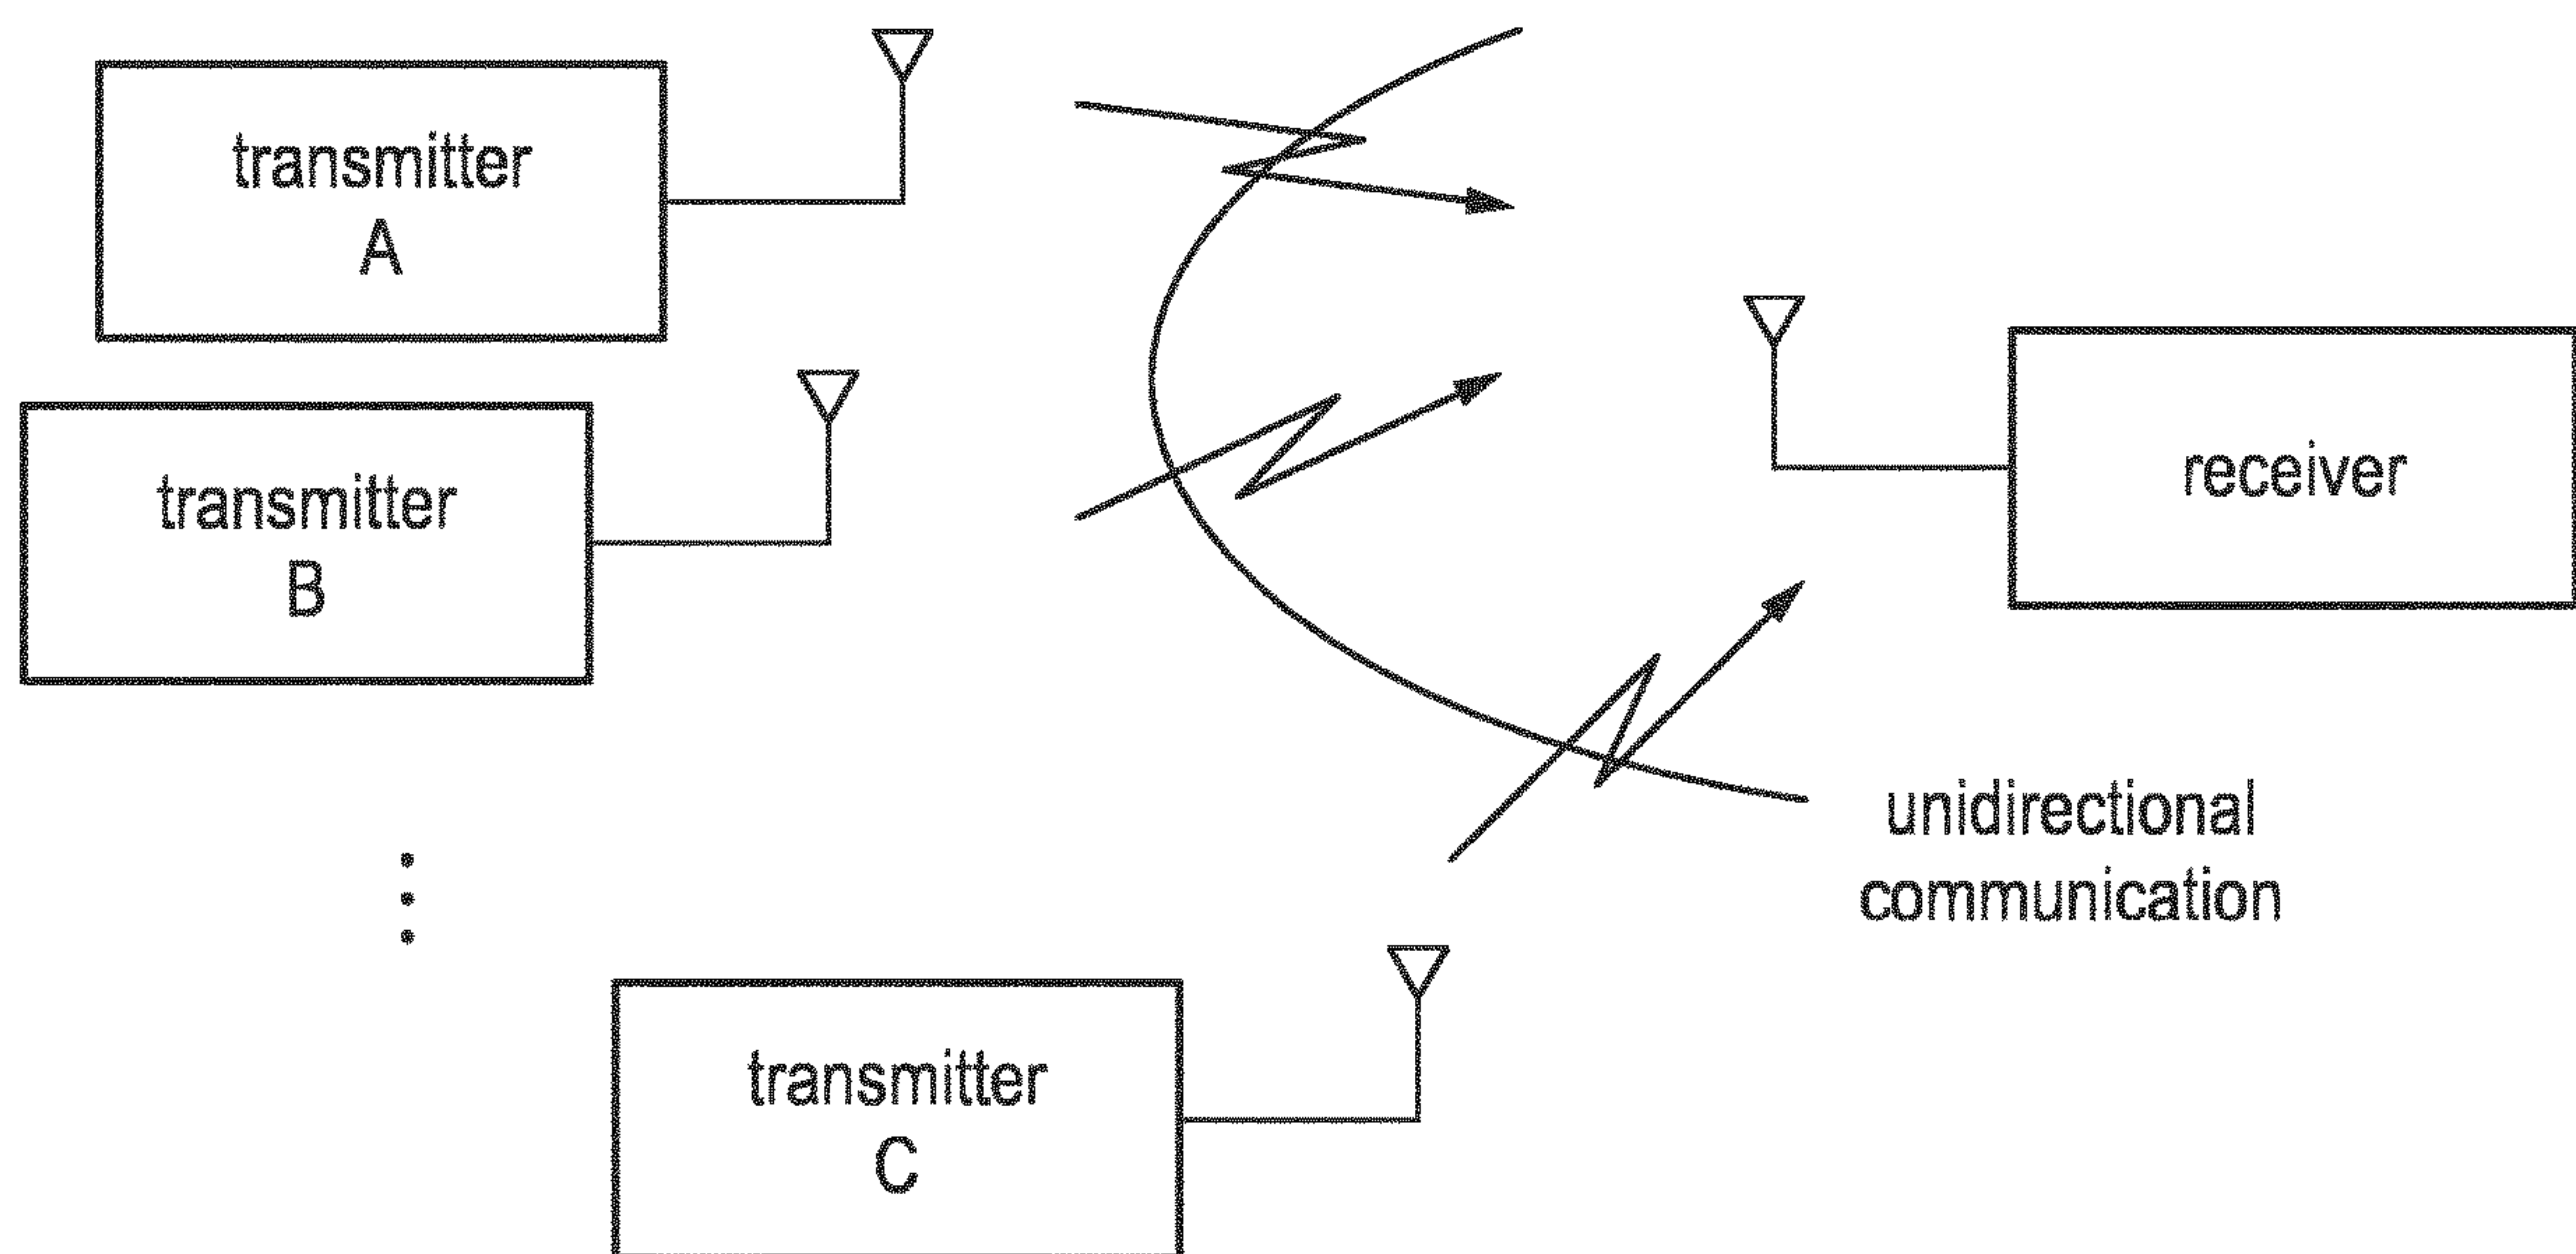 transmitter
A
transmitter
B
receiver
unidirectional
communication
transmitter
C